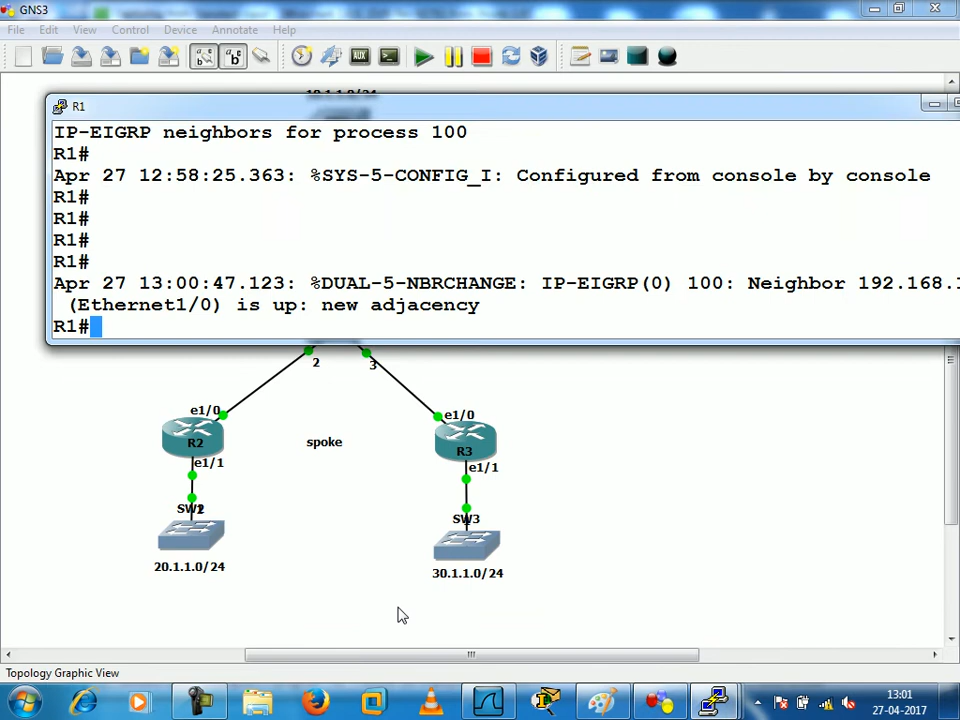 GNS3
File Edit View Control Device Annotate Help
R1
IP-EIGRP neighbors for process 100
R1#
Apr 27 12:58:25.363: %SYS-5-CONFIG_I: Configured from console by console
R1#
R1#
R1#
R1#
Apr 27 13:00:47.123: %DUAL-5-NBRCHANGE: IP-EIGRP(0) 100: Neighbor 192.168.1
(Ethernet1/0) is up: new adjacency
R1#
2
3
e1/0
e1/0
R2
spoke
R3
e1/1
e1/1
SW2
SW3
20.1.1.0/24
30.1.1.0/24
Topology Graphic View
13:01
27-04-2017